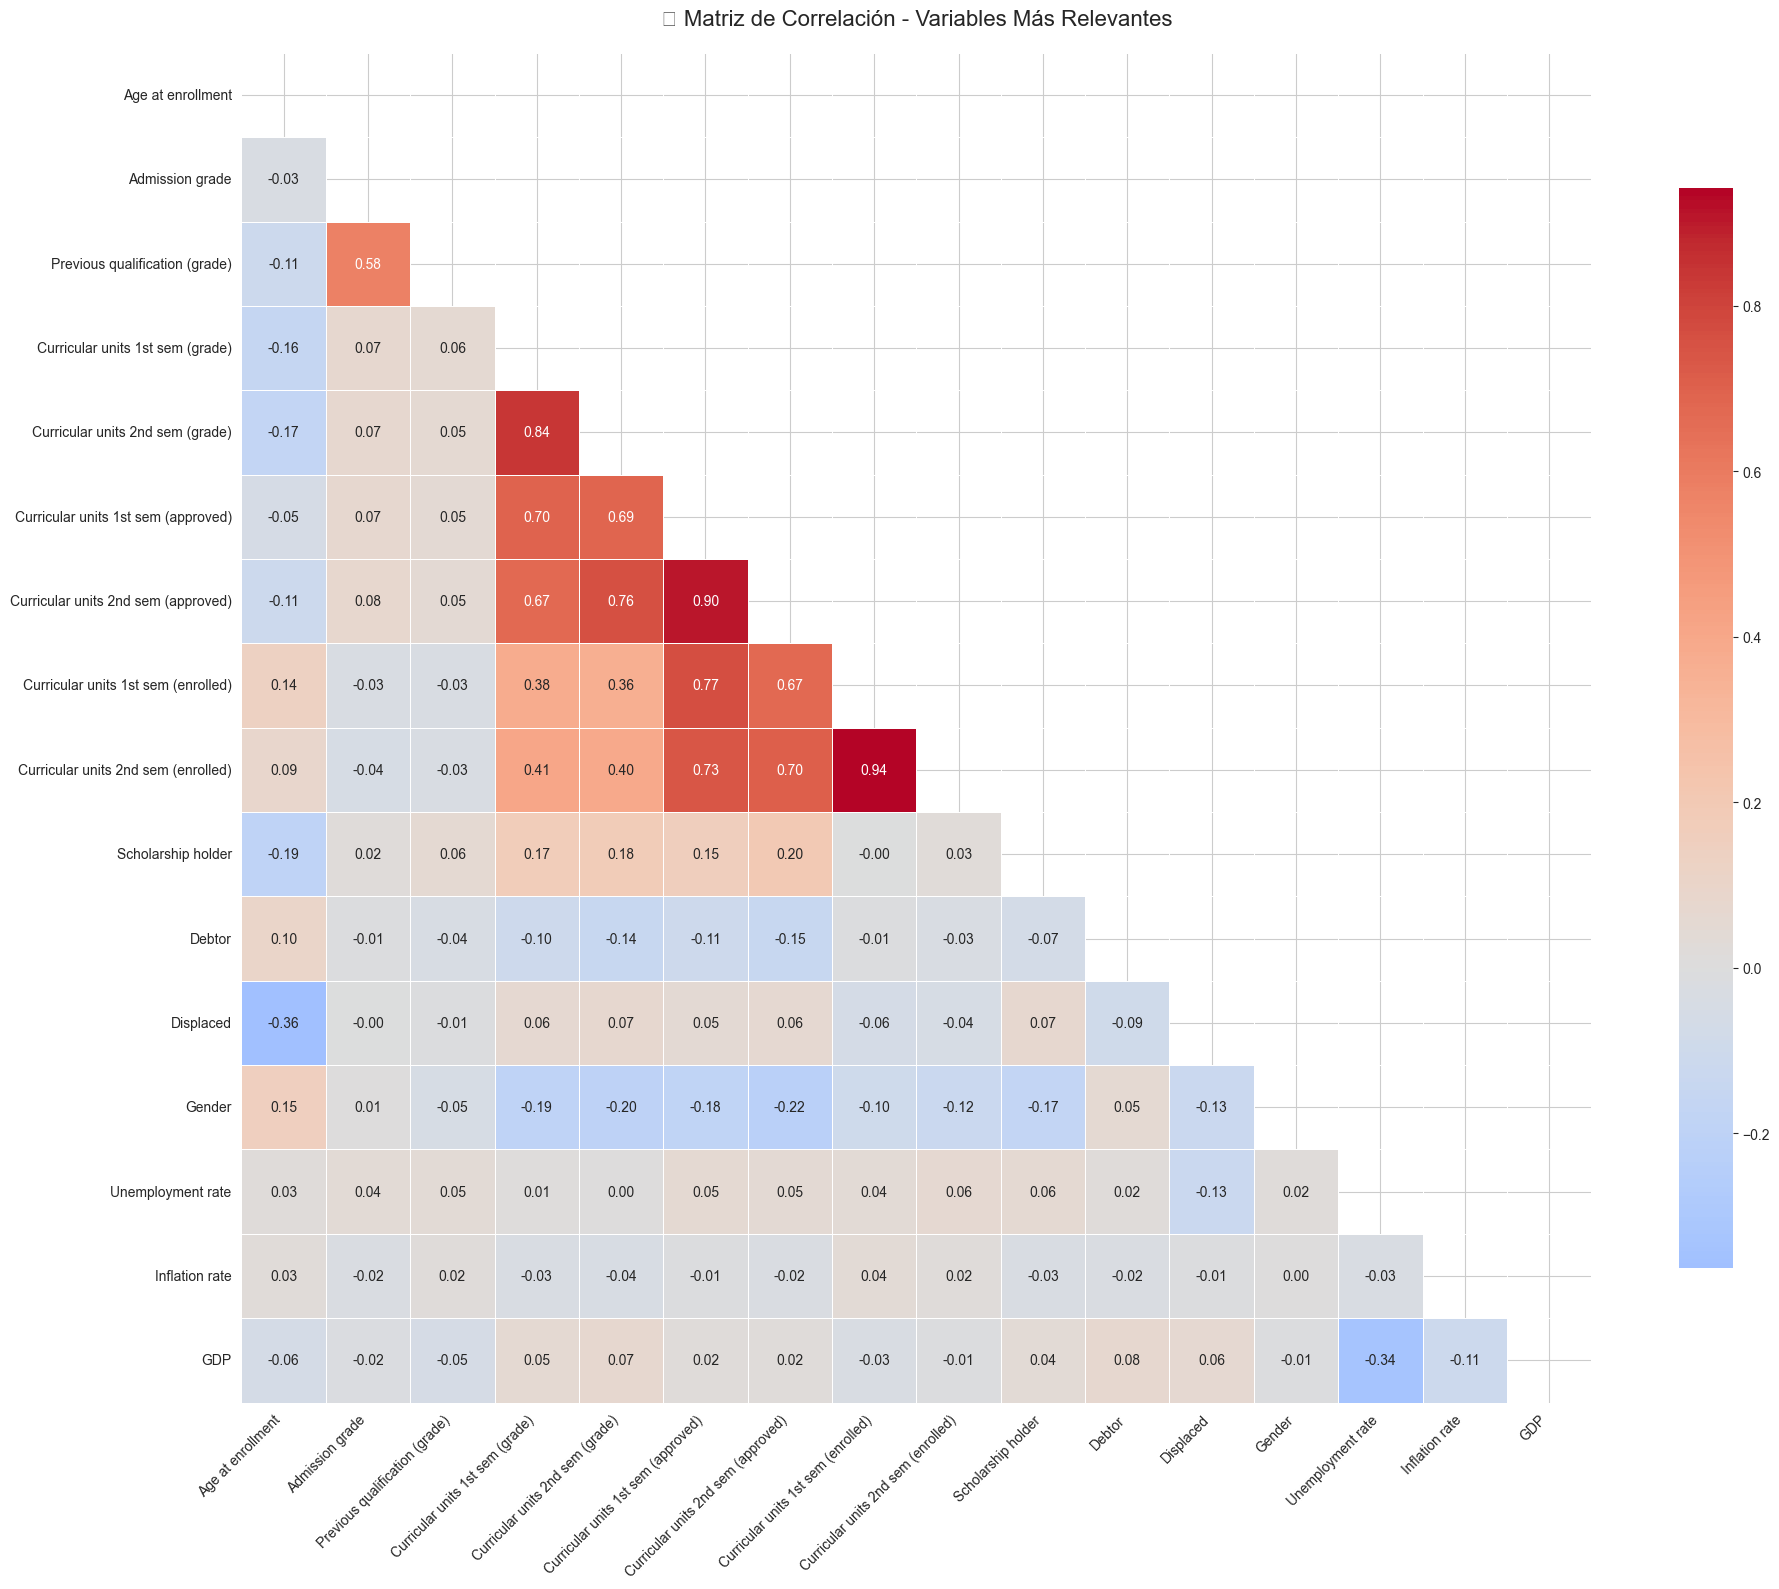 ▯ Matriz de Correlación - Variables Más Relevantes
Age at enrollment
Admission grade -0.03
Previous qualification (grade) -0.11 0.58
Curricular units 1st sem (grade) -0.16 0.07 0.06
Curricular units 2nd sem (grade) -0.17 0.07 0.05 0.84
Curricular units 1st sem (approved) -0.05 0.07 0.05 0.70 0.69
Curricular units 2nd sem (approved) -0.11 0.08 0.05 0.67 0.76 0.90
Curricular units 1st sem (enrolled) 0.14 -0.03 -0.03 0.38 0.36 0.77 0.67
Curricular units 2nd sem (enrolled) 0.09 -0.04 -0.03 0.41 0.40 0.73 0.70 0.94
Scholarship holder -0.19 0.02 0.06 0.17 0.18 0.15 0.20 -0.00 0.03
Debtor 0.10 -0.01 -0.04 -0.10 -0.14 -0.11 -0.15 -0.01 -0.03 -0.07
Displaced -0.36 -0.00 -0.01 0.06 0.07 0.05 0.06 -0.06 -0.04 0.07 -0.09
Gender 0.15 0.01 -0.05 -0.19 -0.20 -0.18 -0.22 -0.10 -0.12 -0.17 0.05 -0.13
Unemployment rate 0.03 0.04 0.05 0.01 0.00 0.05 0.05 0.04 0.06 0.06 0.02 -0.13 0.02
Inflation rate 0.03 -0.02 0.02 -0.03 -0.04 -0.01 -0.02 0.04 0.02 -0.03 -0.02 -0.01 0.00 -0.03
GDP -0.06 -0.02 -0.05 0.05 0.07 0.02 0.02 -0.03 -0.01 0.04 0.08 0.06 -0.01 -0.34 -0.11
Age at enrollment
Admission grade
Previous qualification (grade)
Curricular units 1st sem (grade)
Curricular units 2nd sem (grade)
Curricular units 1st sem (approved)
Curricular units 2nd sem (approved)
Curricular units 1st sem (enrolled)
Curricular units 2nd sem (enrolled)
Scholarship holder
Debtor
Displaced
Gender
Unemployment rate
Inflation rate
GDP
0.8
0.6
0.4
0.2
0.0
−0.2